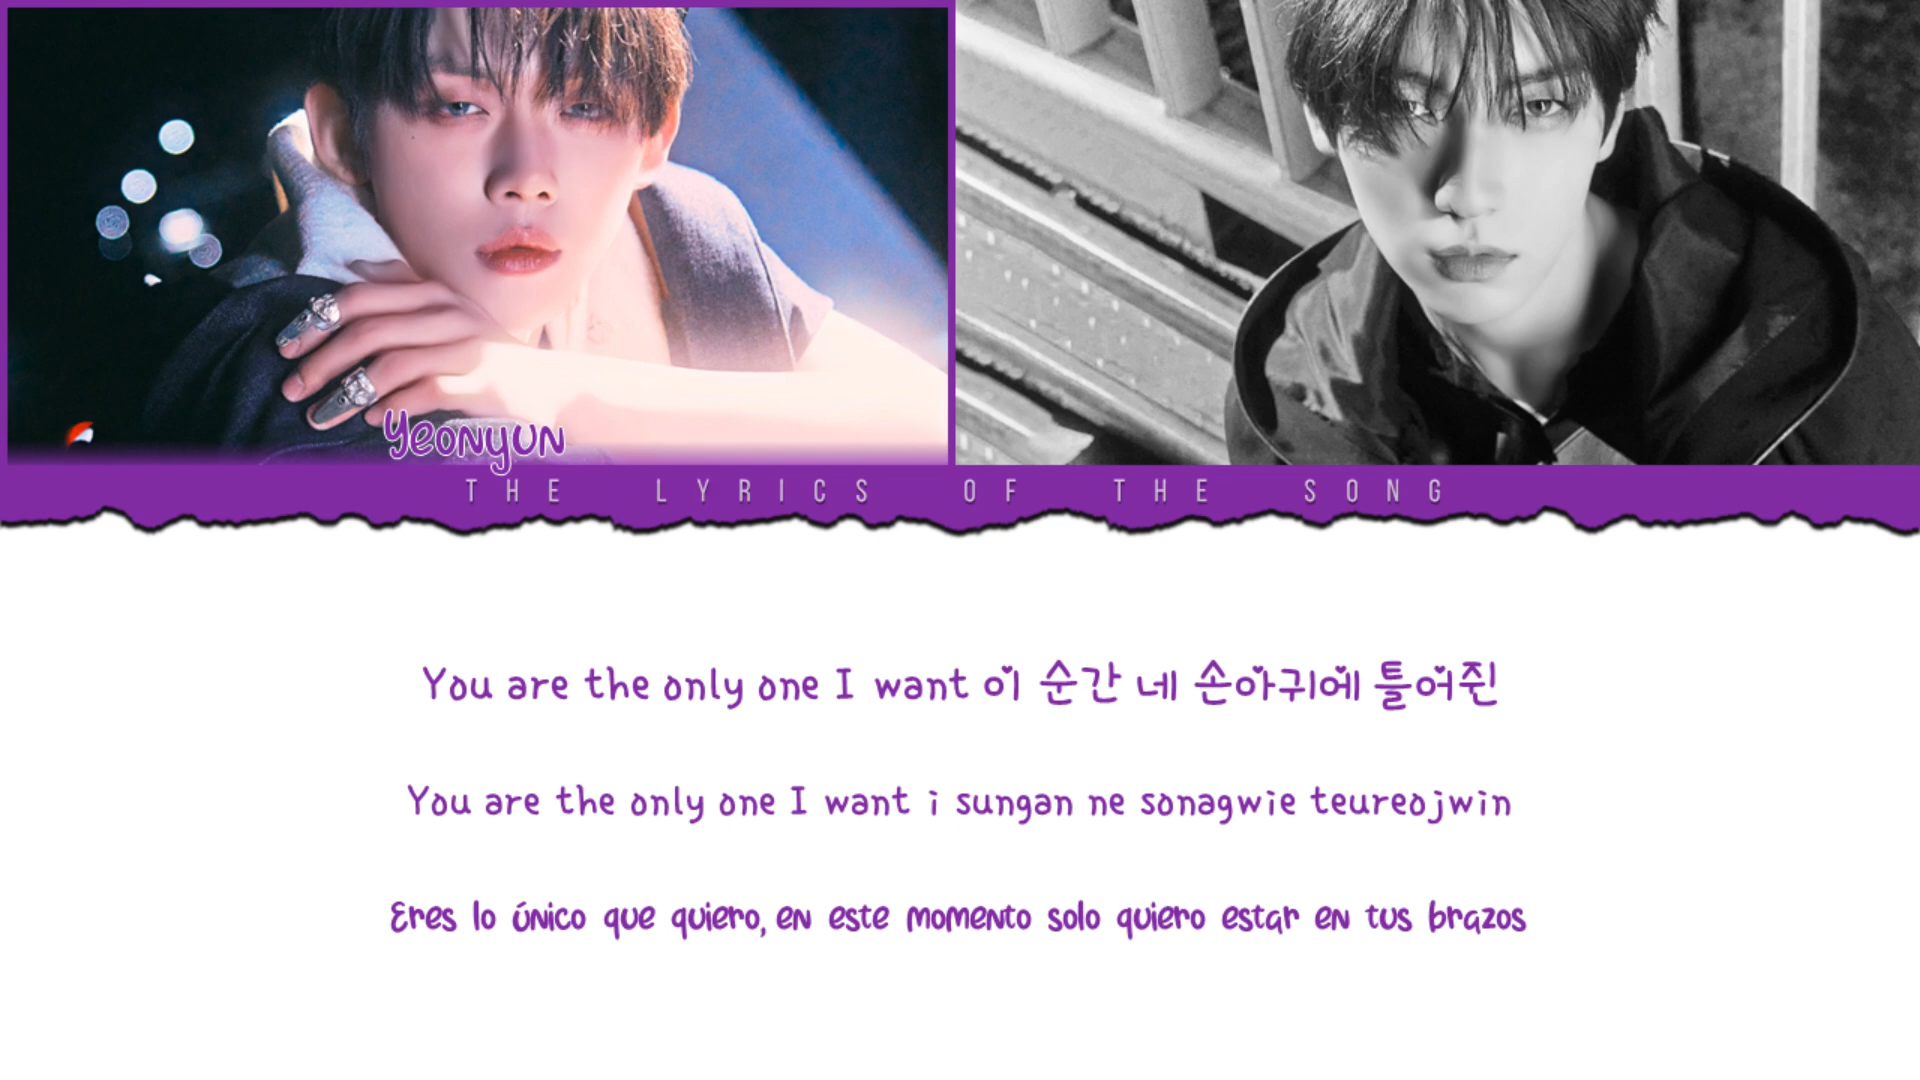 Yeonyun
THE LYRICS OF THE SONG
You are the only one I want 이 순간 네 손아귀에 틀어쥔
You are the only one I want i sungan ne sonagwie teureojwin
Eres lo único que quiero, en este momento solo quiero estar en tus brazos